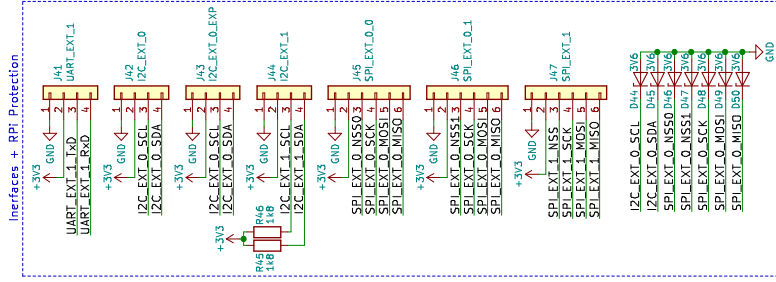 Inerfaces + RPI Protection
J41
UART_EXT_1
1
2
3
4
GND
+3V3
UART_EXT_1_TxD
UART_EXT_1_RxD
J42
I2C_EXT_0
1
2
3
4
GND
+3V3
I2C_EXT_0_SCL
I2C_EXT_0_SDA
J43
I2C_EXT_0_EXP
1
2
3
4
GND
+3V3
I2C_EXT_0_SCL
I2C_EXT_0_SDA
J44
I2C_EXT_1
1
2
3
4
GND
+3V3
I2C_EXT_1_SCL
I2C_EXT_1_SDA
+3V3
R46
1k8
R45
1k8
J45
SPI_EXT_0_0
1
2
3
4
5
6
GND
+3V3
SPI_EXT_0_NSS0
SPI_EXT_0_SCK
SPI_EXT_0_MOSI
SPI_EXT_0_MISO
J46
SPI_EXT_0_1
1
2
3
4
5
6
GND
+3V3
SPI_EXT_0_NSS1
SPI_EXT_0_SCK
SPI_EXT_0_MOSI
SPI_EXT_0_MISO
J47
SPI_EXT_1
1
2
3
4
5
6
GND
+3V3
SPI_EXT_1_NSS
SPI_EXT_1_SCK
SPI_EXT_1_MOSI
SPI_EXT_1_MISO
3V6
D44
I2C_EXT_0_SCL
3V6
D45
I2C_EXT_0_SDA
3V6
D46
SPI_EXT_0_NSS0
3V6
D47
SPI_EXT_0_NSS1
3V6
D48
SPI_EXT_0_SCK
3V6
D49
SPI_EXT_0_MOSI
3V6
D50
SPI_EXT_0_MISO
GND